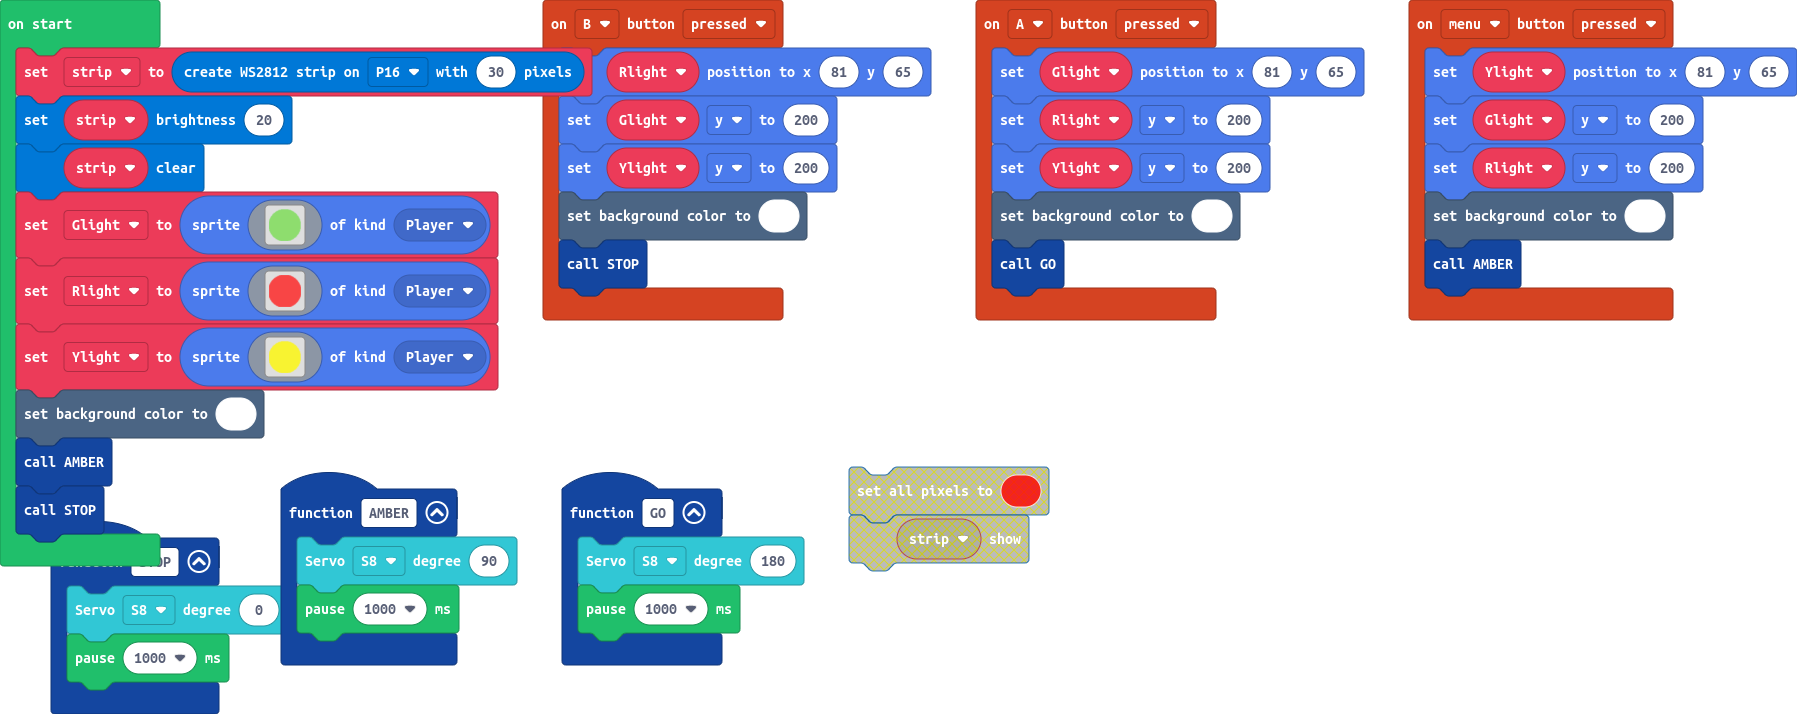 on start
set strip to create WS2812 strip on P16 with 30 pixels
set strip brightness 20
strip clear
set Glight to sprite of kind Player
set Rlight to sprite of kind Player
set Ylight to sprite of kind Player
set background color to
call AMBER
call STOP
on B button pressed
Rlight position to x 81 y 65
set Glight y to 200
set Ylight y to 200
set background color to
call STOP
on A button pressed
set Glight position to x 81 y 65
set Rlight y to 200
set Ylight y to 200
set background color to
call GO
on menu button pressed
set Ylight position to x 81 y 65
set Glight y to 200
set Rlight y to 200
set background color to
call AMBER
Servo S8 degree 0
pause 1000 ms
function AMBER
Servo S8 degree 90
pause 1000 ms
function GO
Servo S8 degree 180
pause 1000 ms
set all pixels to
strip show